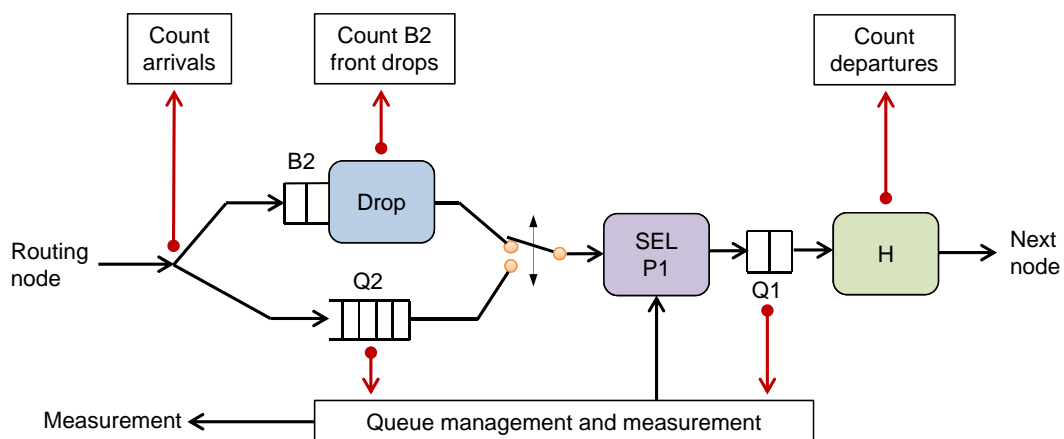 Count
arrivals
Count B2
front drops
Count
departures
B2
Drop
Routing
node
Q2
SEL
P1
Q1
H
Next
node
Measurement
Queue management and measurement